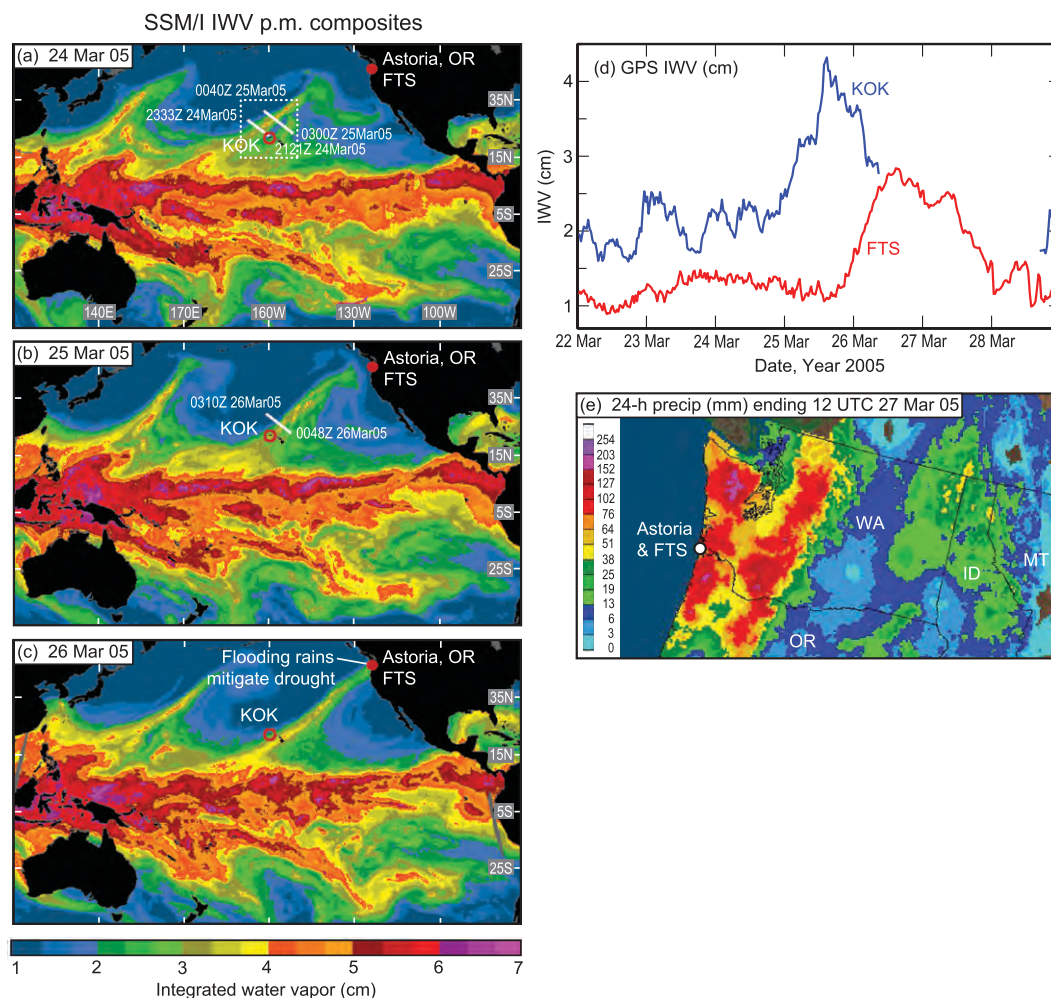 SSM/I IWV p.m. composites
(a) 24 Mar 05
Astoria, OR
FTS
0040Z 25Mar05
2333Z 24Mar05
0300Z 25Mar05
KOK
2121Z 24Mar05
35N
15N
5S
25S
140E
170E
160W
130W
100W
(b) 25 Mar 05
Astoria, OR
FTS
0310Z 26Mar05
KOK
0048Z 26Mar05
35N
15N
5S
25S
(c) 26 Mar 05
Flooding rains
mitigate drought
Astoria, OR
FTS
KOK
35N
15N
5S
25S
1 2 3 4 5 6 7
Integrated water vapor (cm)
(d) GPS IWV (cm)
KOK
FTS
IWV (cm)
4
3
2
1
22 Mar 23 Mar 24 Mar 25 Mar 26 Mar 27 Mar 28 Mar
Date, Year 2005
(e) 24-h precip (mm) ending 12 UTC 27 Mar 05
254
203
152
127
102
76
64
51
38
25
19
13
6
3
0
Astoria
& FTS
WA
ID
MT
OR